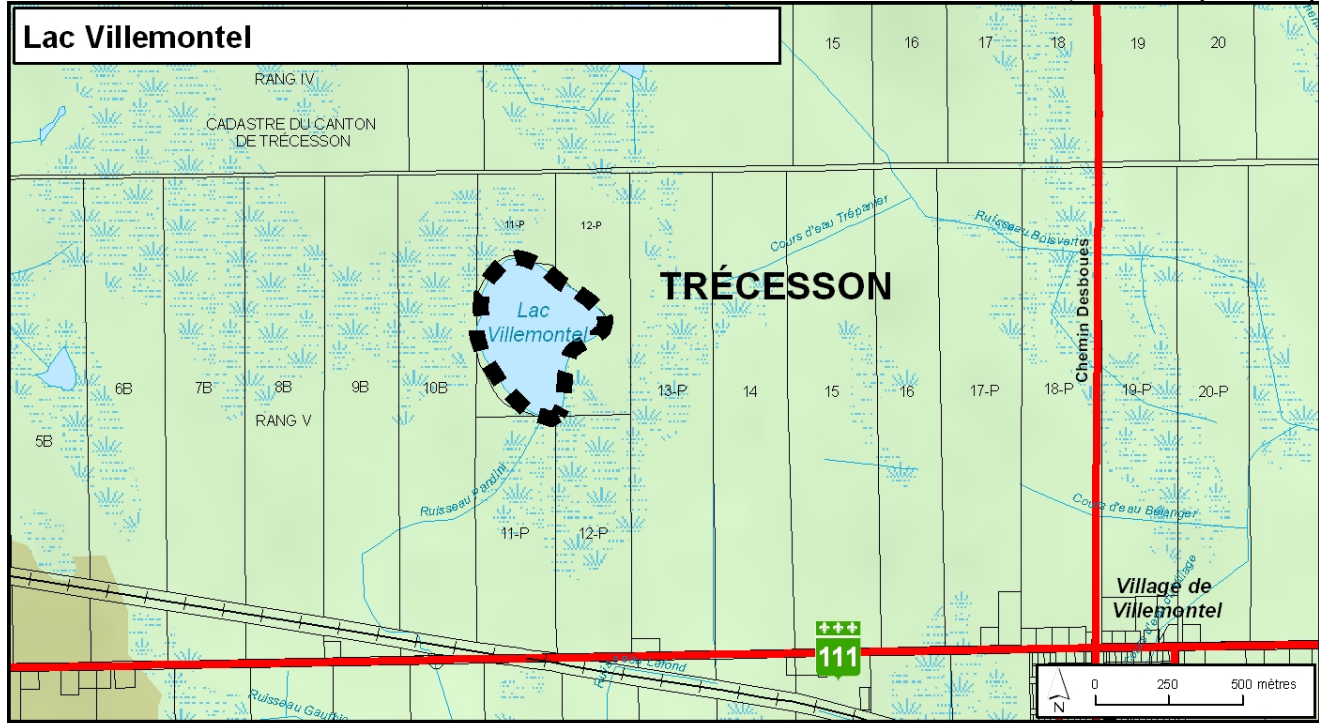 Lac Villemontel
15 16 17 18 19 20
RANG IV
CADASTRE DU CANTON
DE TRÉCESSON
11-P 12-P
Cours d'eau Trépanier
Ruisseau Boisvert
TRÉCESSON
Lac
Villemontel
Chemin Desboues
5B 6B 7B 8B 9B 10B 13-P 14 15 16 17-P 18-P 19-P 20-P
RANG V
Ruisseau Pandini
11-P 12-P
Cours d'eau Bélanger
Village de
Villemontel
111
Lalond
Ruisseau
0 250 500 mètres
N